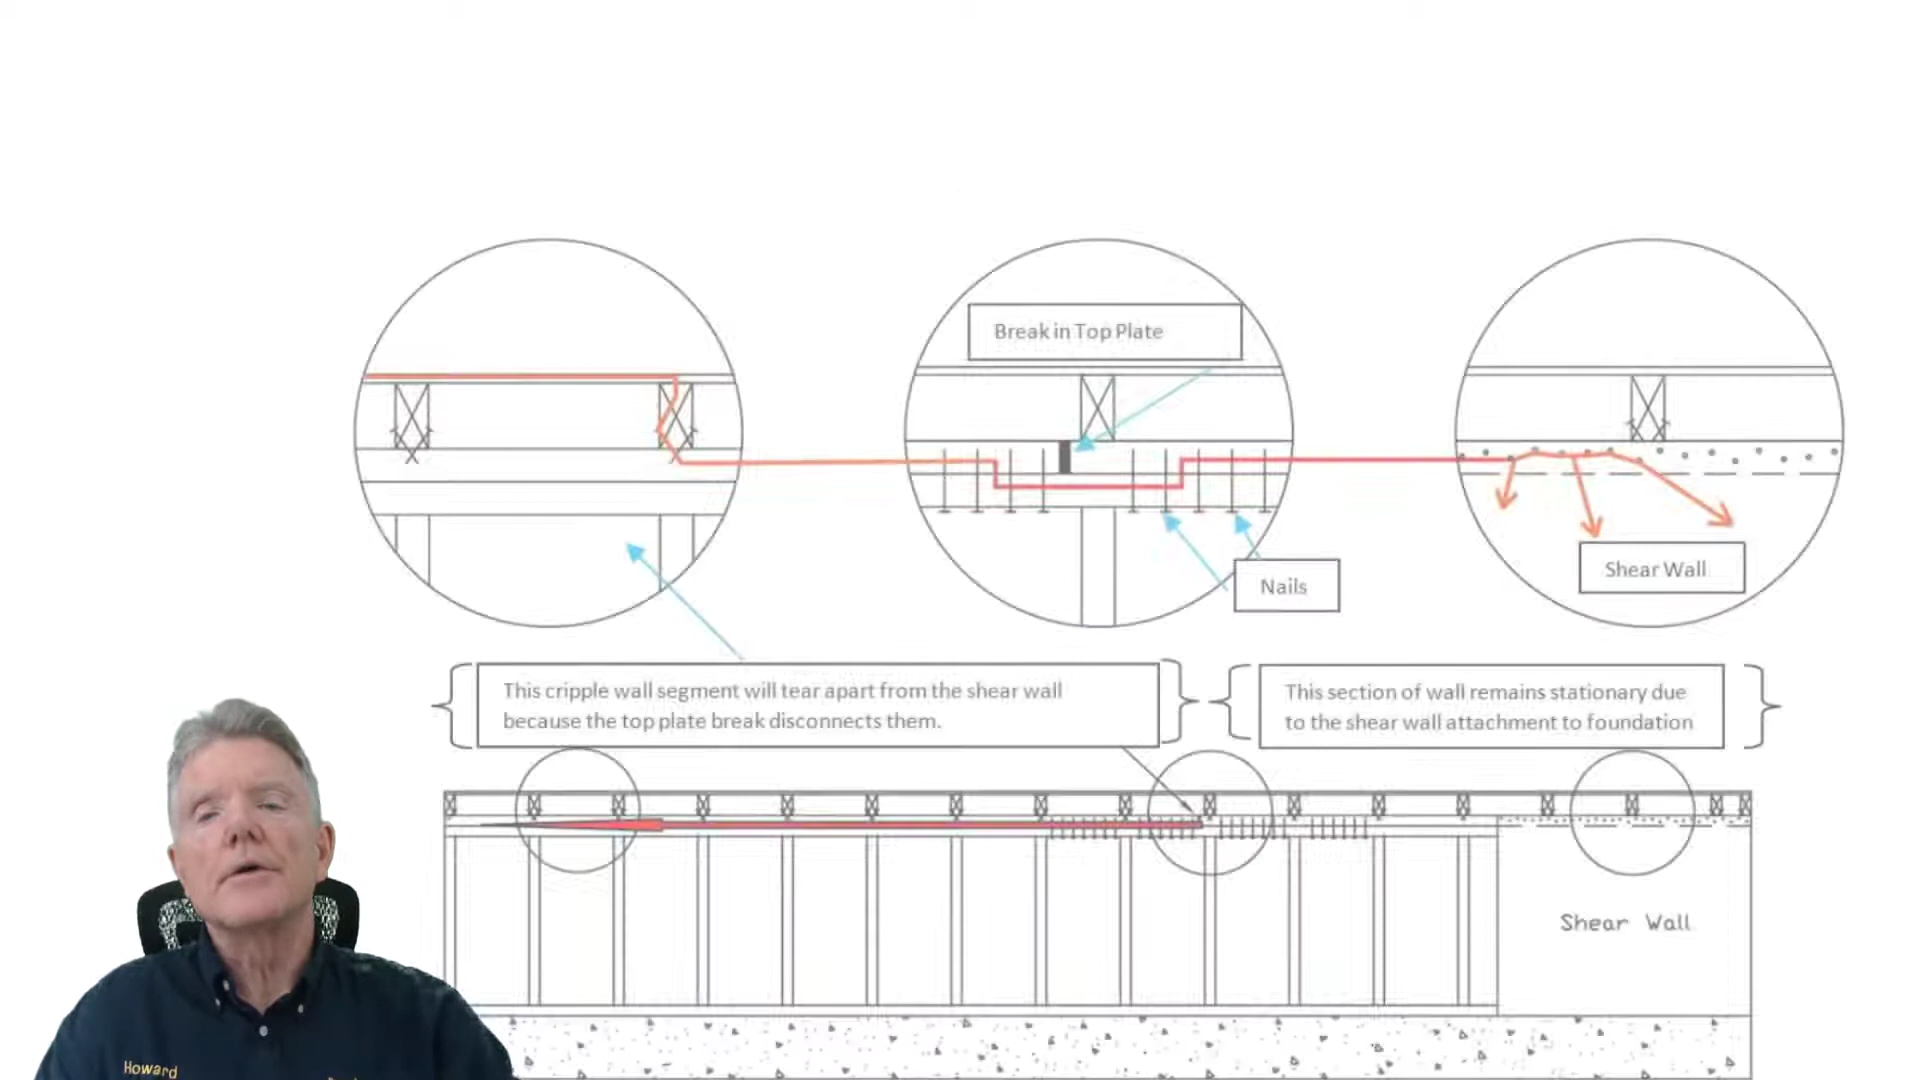 Break in Top Plate
Nails
Shear Wall
This cripple wall segment will tear apart from the shear wall
because the top plate break disconnects them.
This section of wall remains stationary due
to the shear wall attachment to foundation
Shear Wall
Howard